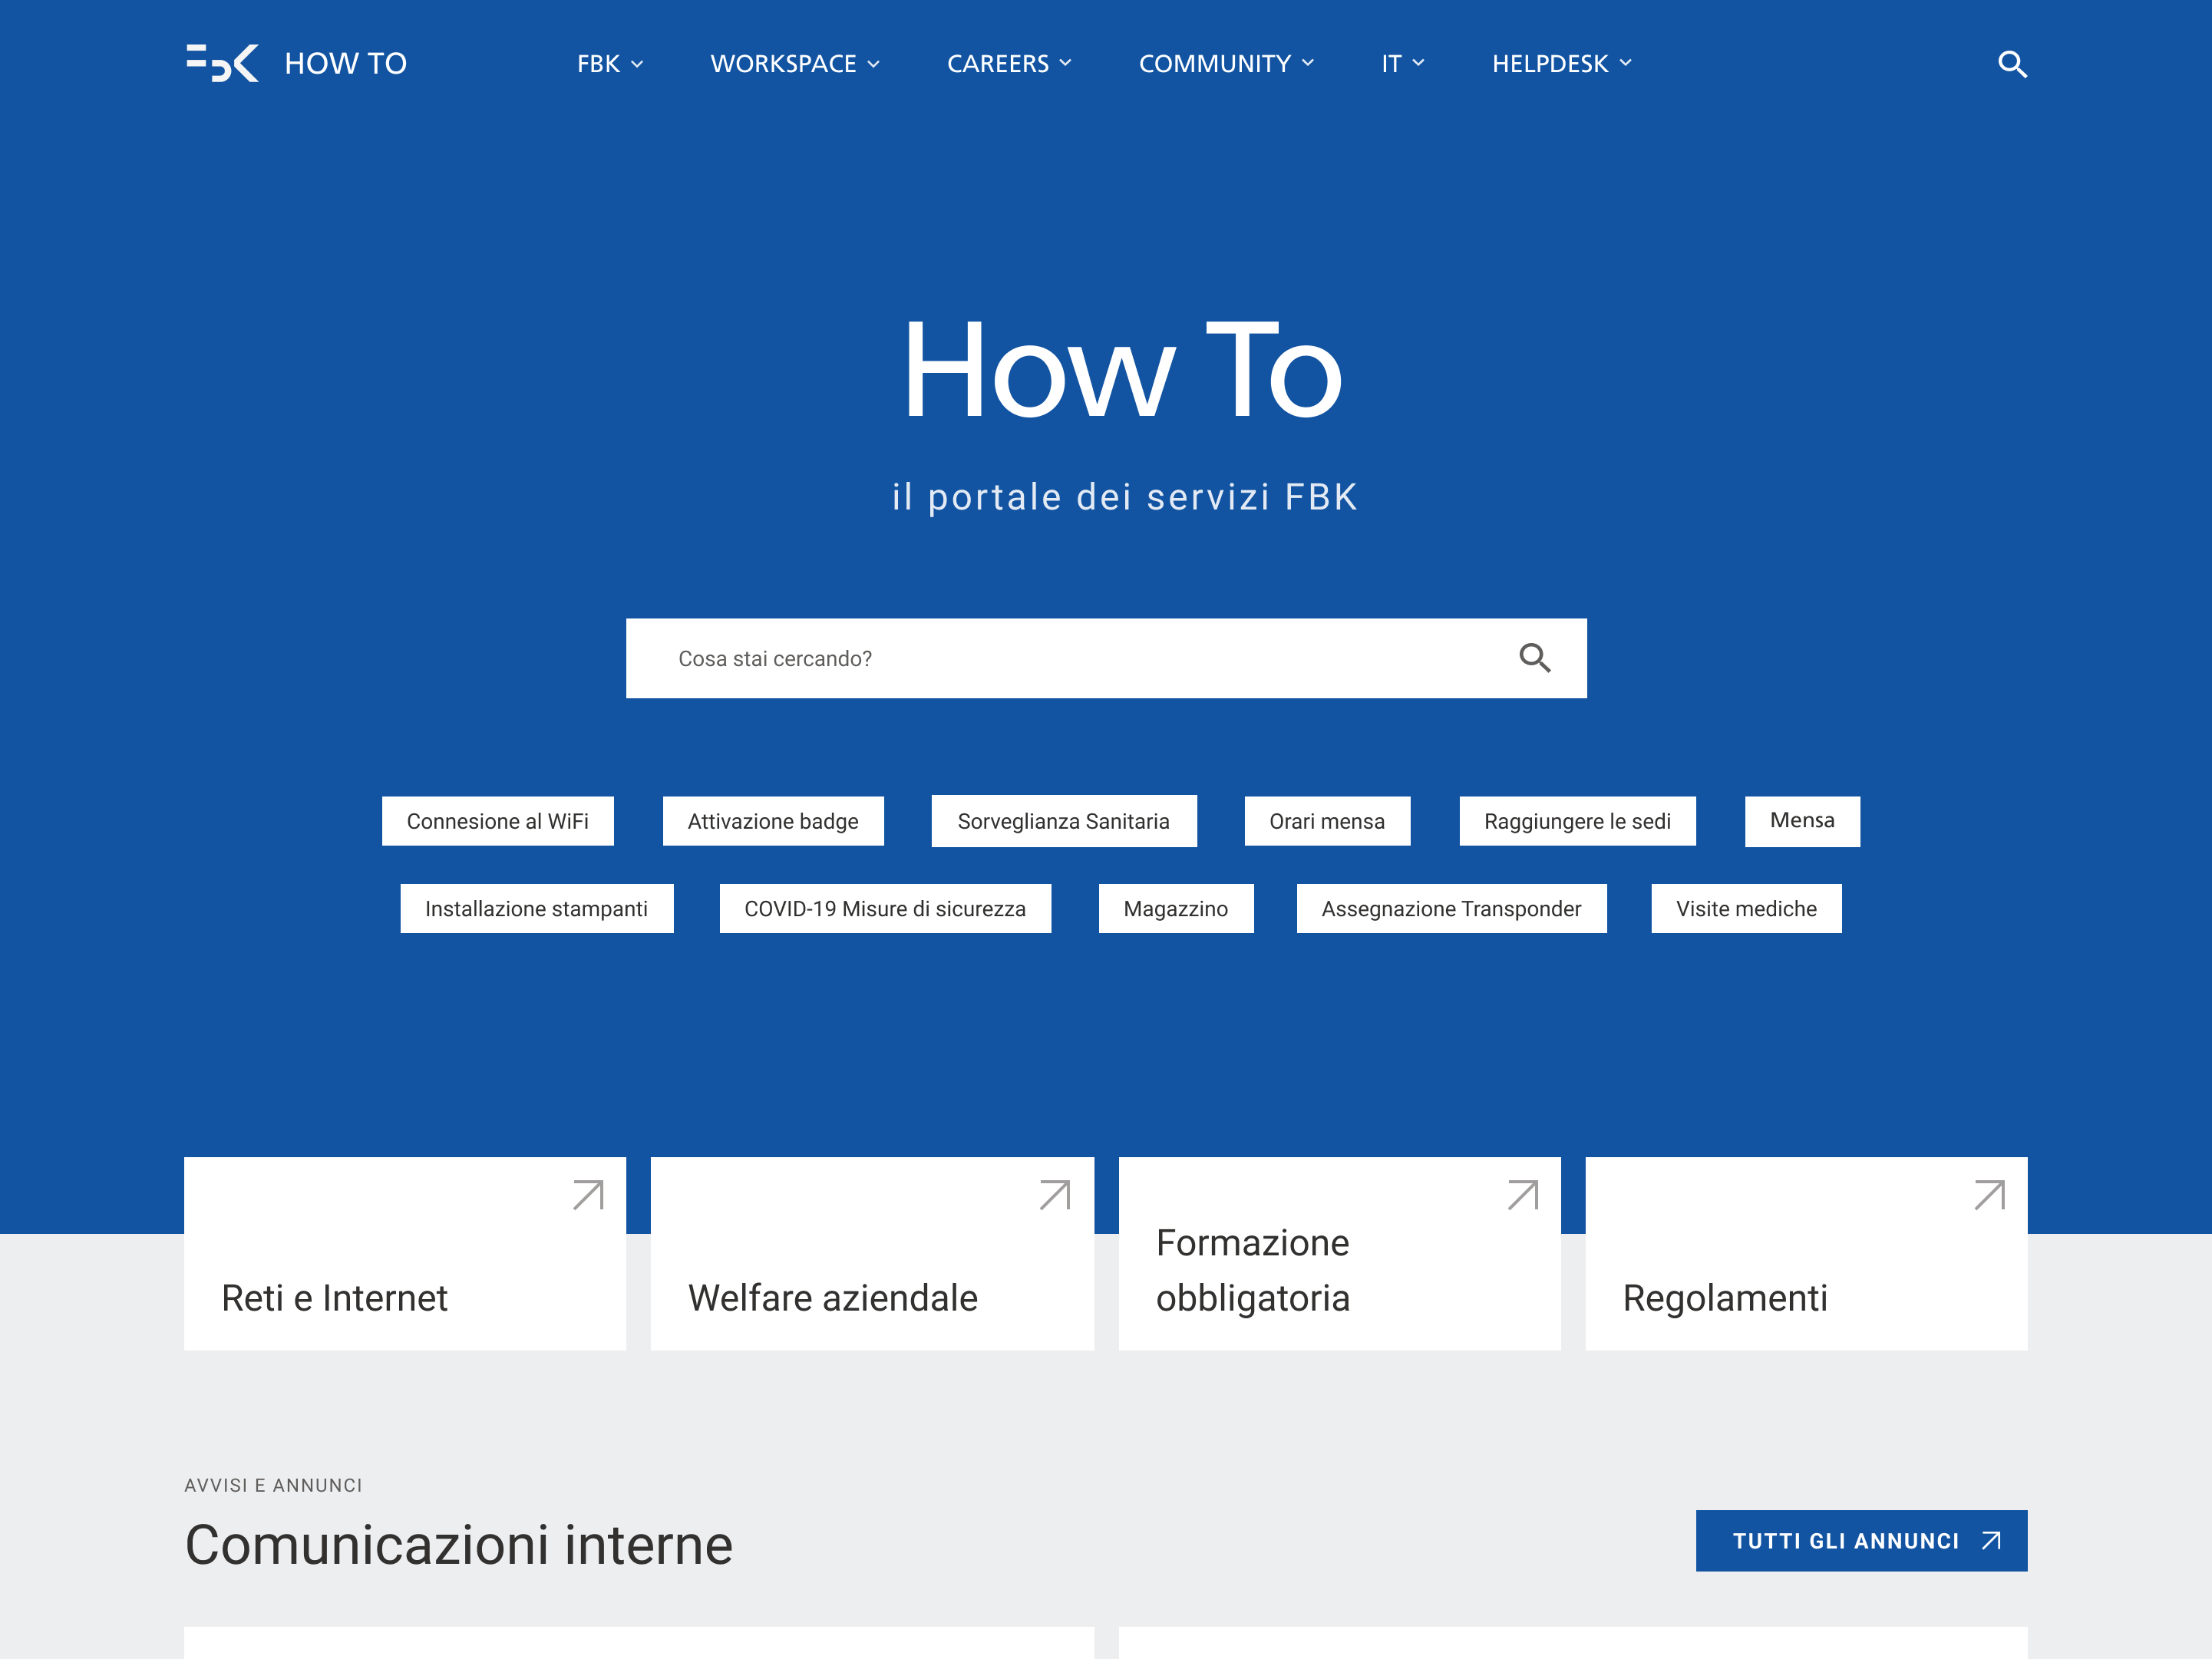 FBK HOW TO FBK WORKSPACE CAREERS COMMUNITY IT HELPDESK
How To
il portale dei servizi FBK
Cosa stai cercando?
Connesione al WiFi Attivazione badge Sorveglianza Sanitaria Orari mensa Raggiungere le sedi Mensa
Installazione stampanti COVID-19 Misure di sicurezza Magazzino Assegnazione Transponder Visite mediche
Reti e Internet
Welfare aziendale
Formazione
obbligatoria
Regolamenti
AVVISI E ANNUNCI
Comunicazioni interne
TUTTI GLI ANNUNCI